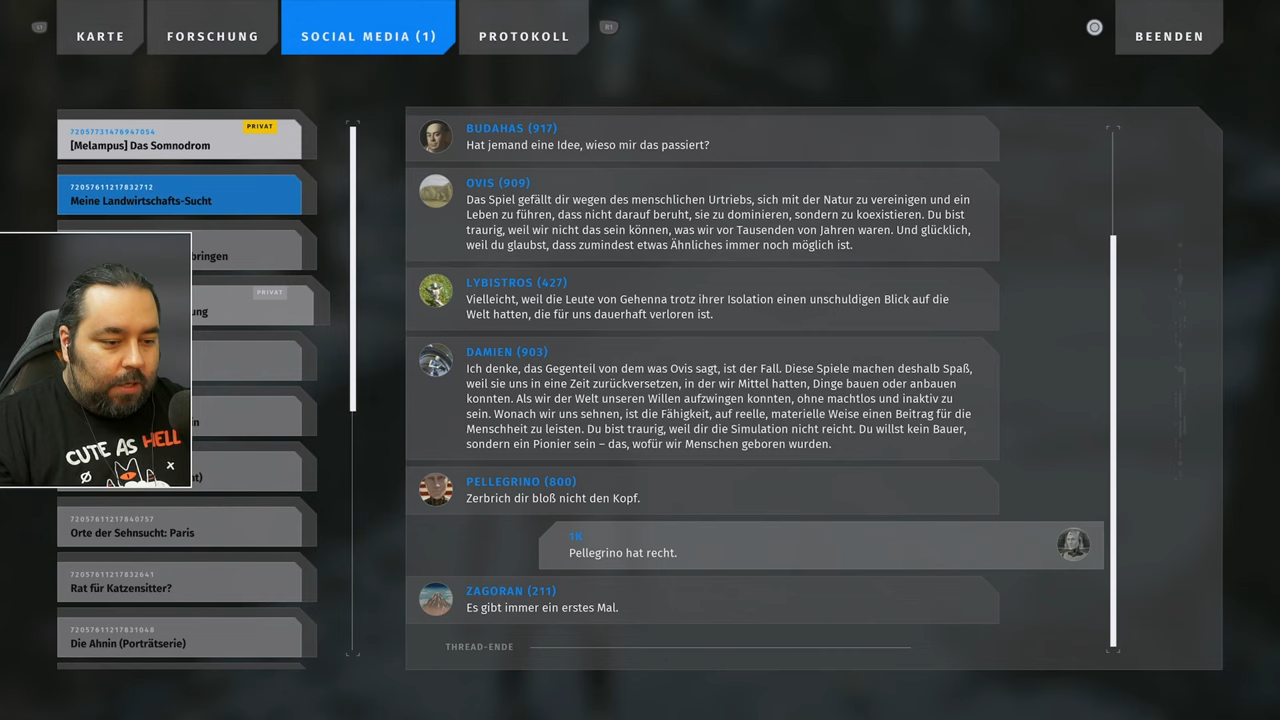 L1
KARTE
FORSCHUNG
SOCIAL MEDIA (1)
PROTOKOLL
R1
BEENDEN
72057731476947054
PRIVAT
[Melampus] Das Somnodrom
72057611217832712
Meine Landwirtschafts-Sucht
bringen
PRIVAT
ung
in
t)
72057611217840757
Orte der Sehnsucht: Paris
72057611217832641
Rat für Katzensitter?
72057611217831048
Die Ahnin (Porträtserie)
CUTE AS HELL
BUDAHAS (917)
Hat jemand eine Idee, wieso mir das passiert?
OVIS (909)
Das Spiel gefällt dir wegen des menschlichen Urtriebs, sich mit der Natur zu vereinigen und ein
Leben zu führen, dass nicht darauf beruht, sie zu dominieren, sondern zu koexistieren. Du bist
traurig, weil wir nicht das sein können, was wir vor Tausenden von Jahren waren. Und glücklich,
weil du glaubst, dass zumindest etwas Ähnliches immer noch möglich ist.
LYBISTROS (427)
Vielleicht, weil die Leute von Gehenna trotz ihrer Isolation einen unschuldigen Blick auf die
Welt hatten, die für uns dauerhaft verloren ist.
DAMIEN (903)
Ich denke, das Gegenteil von dem was Ovis sagt, ist der Fall. Diese Spiele machen deshalb Spaß,
weil sie uns in eine Zeit zurückversetzen, in der wir Mittel hatten, Dinge bauen oder anbauen
konnten. Als wir der Welt unseren Willen aufzwingen konnten, ohne machtlos und inaktiv zu
sein. Wonach wir uns sehnen, ist die Fähigkeit, auf reelle, materielle Weise einen Beitrag für die
Menschheit zu leisten. Du bist traurig, weil dir die Simulation nicht reicht. Du willst kein Bauer,
sondern ein Pionier sein – das, wofür wir Menschen geboren wurden.
PELLEGRINO (800)
Zerbrich dir bloß nicht den Kopf.
1K
Pellegrino hat recht.
ZAGORAN (211)
Es gibt immer ein erstes Mal.
THREAD-ENDE